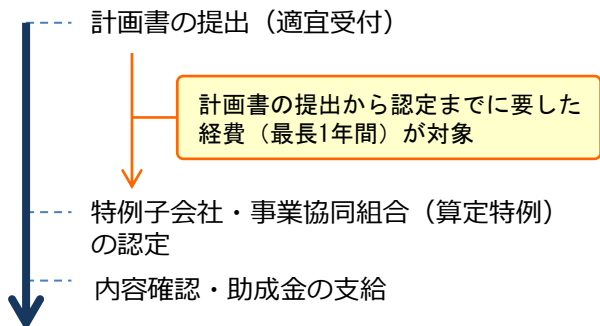 計画書の提出（適宜受付）
計画書の提出から認定までに要した
経費（最長1年間）が対象
特例子会社・事業協同組合（算定特例）
の認定
内容確認・助成金の支給